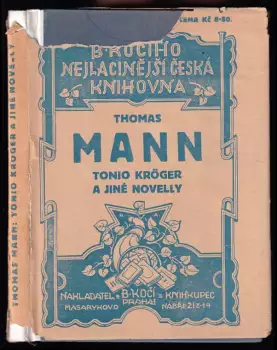 CENA KČ 8·50.
B. KOČÍHO
NEJLACINĚJŠÍ ČESKÁ
KNIHOVNA
THOMAS
MANN
TONIO KRÖGER
A JINÉ NOVELLY
NAKLADATEL B·KOČÍ KNIHKUPEC
PRAHA I
MASARYKOVO NÁBŘEŽÍ Č·14
THOMAS MANN: TONIO KRÖGER A JINÉ NOVELLY